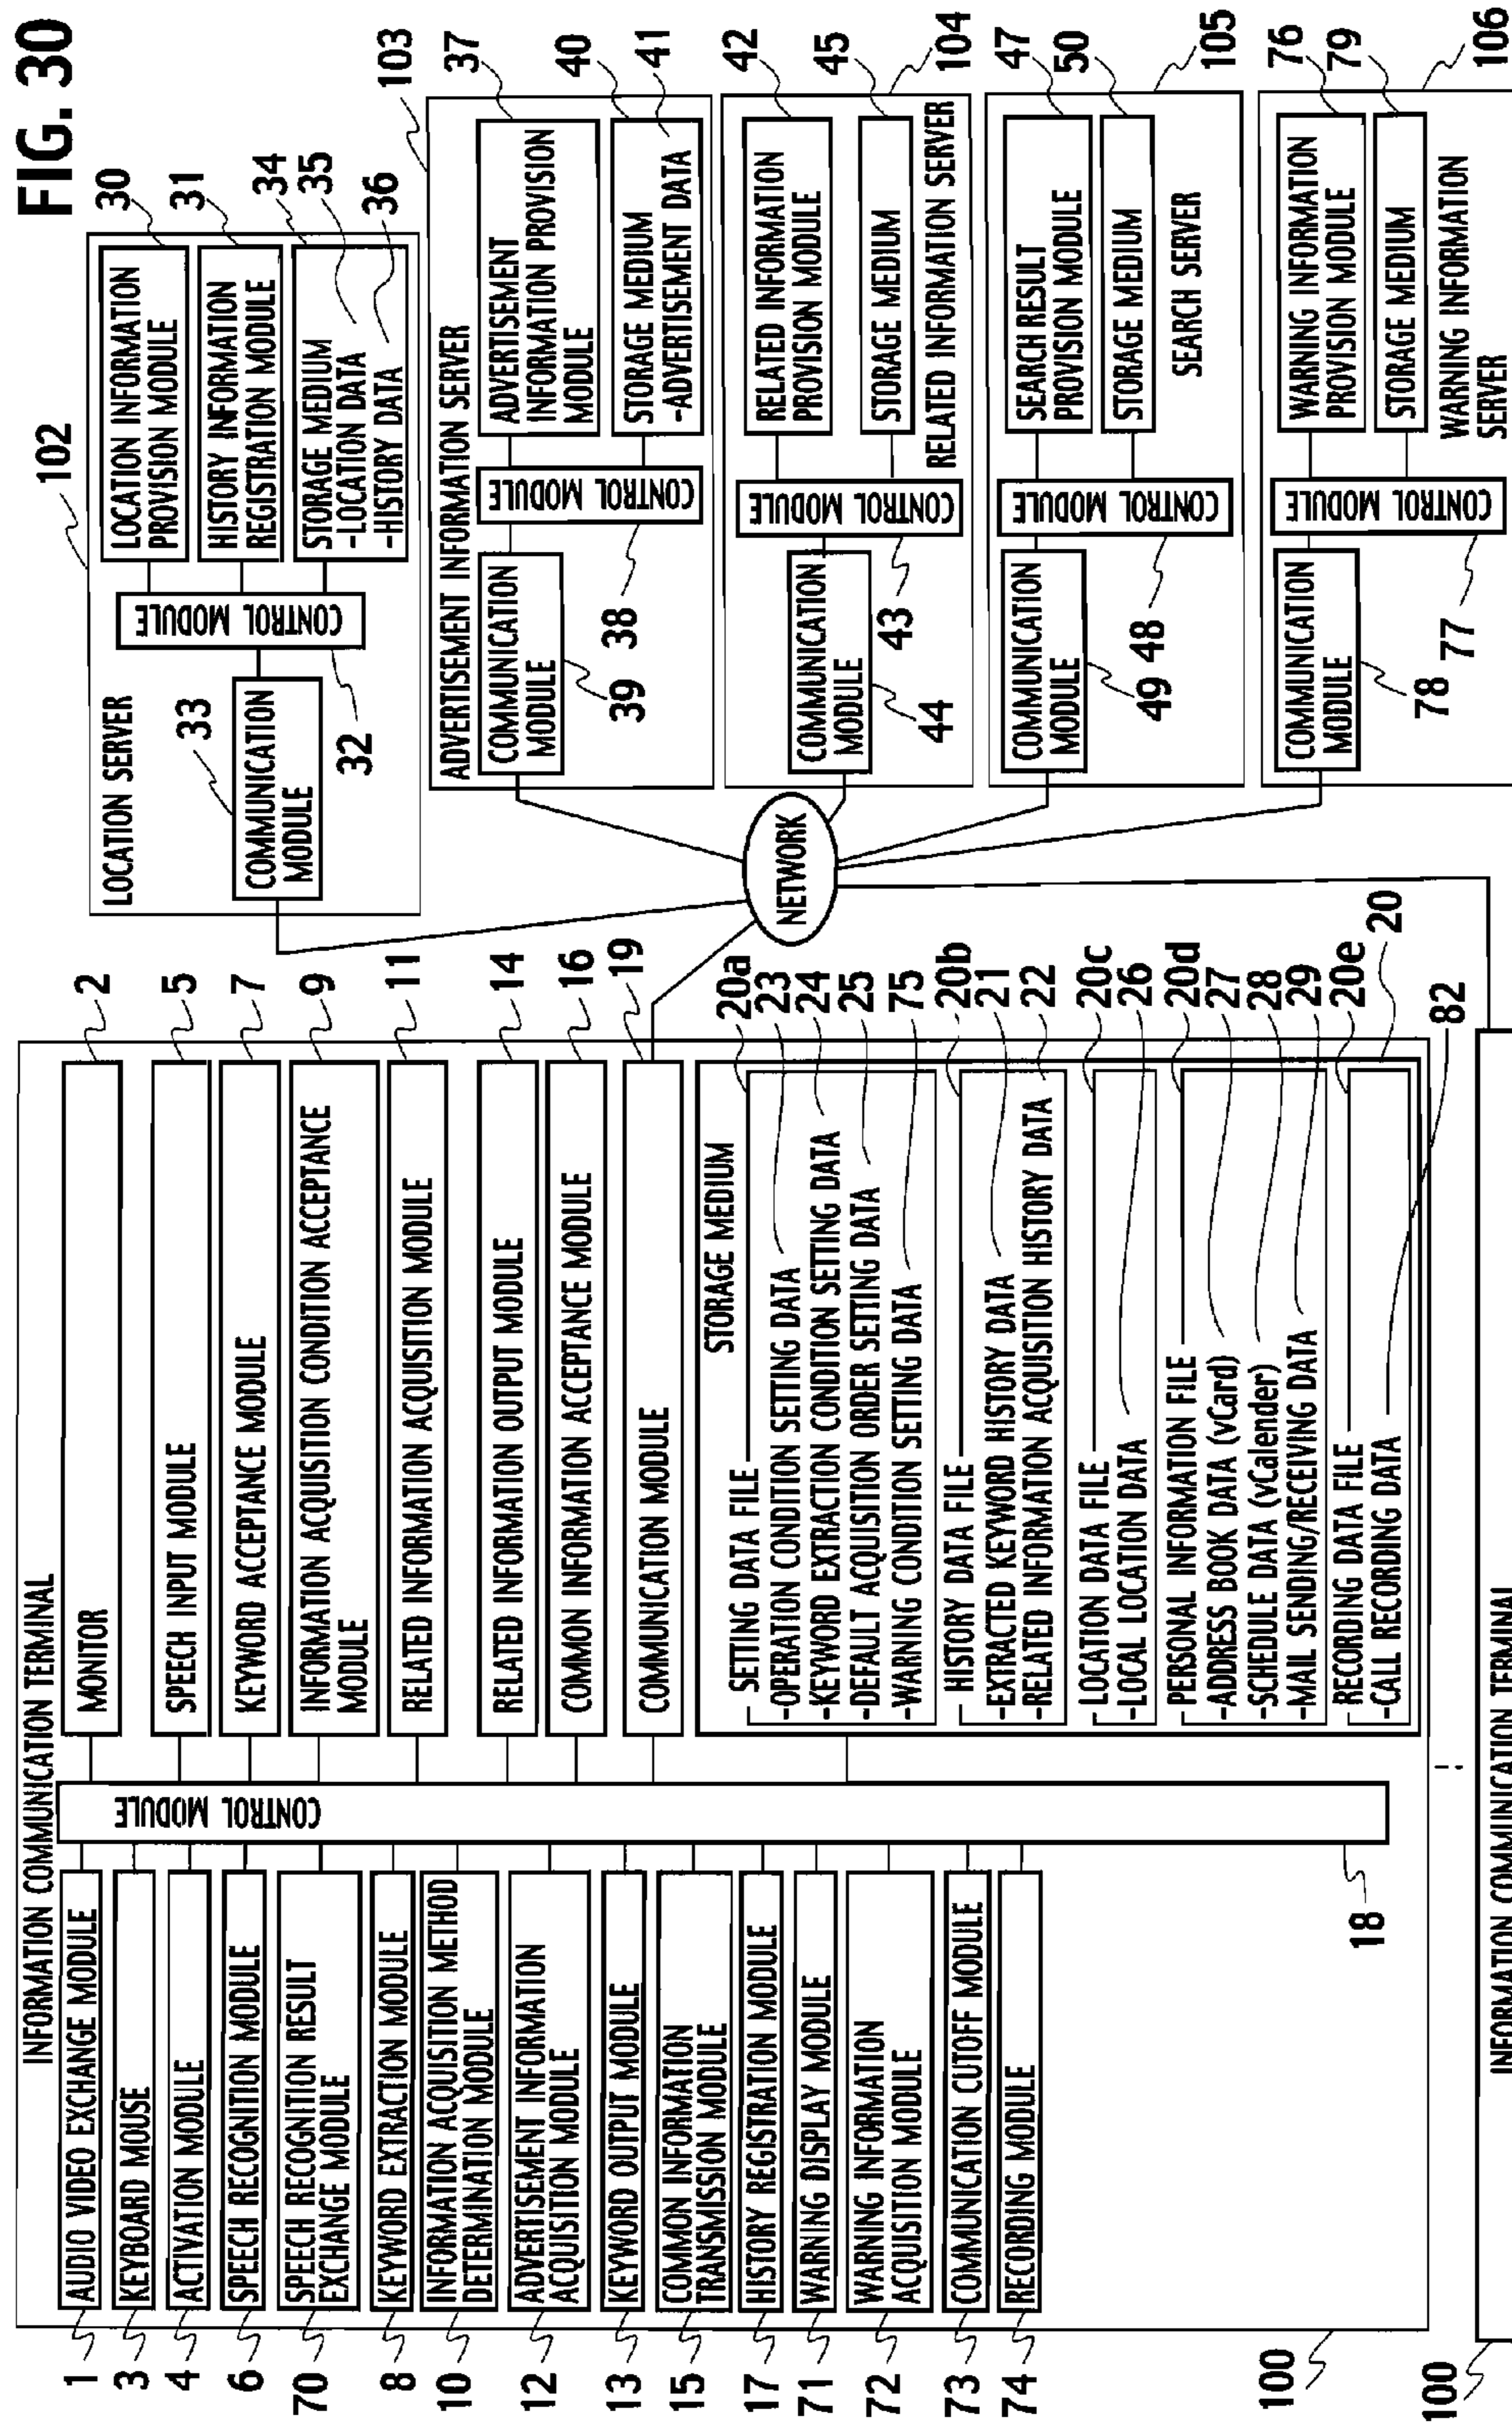 FIG. 30
INFORMATION COMMUNICATION TERMINAL
1
AUDIO VIDEO EXCHANGE MODULE
3
KEYBOARD MOUSE
4
ACTIVATION MODULE
6
SPEECH RECOGNITION MODULE
70
SPEECH RECOGNITION RESULT
EXCHANGE MODULE
8
KEYWORD EXTRACTION MODULE
10
INFORMATION ACQUISITION METHOD
DETERMINATION MODULE
12
ADVERTISEMENT INFORMATION
ACQUISITION MODULE
13
KEYWORD OUTPUT MODULE
15
COMMON INFORMATION
TRANSMISSION MODULE
17
HISTORY REGISTRATION MODULE
71
WARNING DISPLAY MODULE
72
WARNING INFORMATION
ACQUISITION MODULE
73
COMMUNICATION CUTOFF MODULE
74
RECORDING MODULE
100
CONTROL MODULE
18
MONITOR
2
SPEECH INPUT MODULE
5
KEYWORD ACCEPTANCE MODULE
7
INFORMATION ACQUISITION CONDITION ACCEPTANCE
MODULE
9
RELATED INFORMATION ACQUISITION MODULE
11
RELATED INFORMATION OUTPUT MODULE
14
COMMON INFORMATION ACCEPTANCE MODULE
16
COMMUNICATION MODULE
19
STORAGE MEDIUM
SETING DATA FILE
20a
-OPERATION CONDITION SETTING DATA
23
-KEYWORD EXTRACTION CONDITION SETTING DATA
24
-DEFAULT ACQUISITION ORDER SETTING DATA
25
-WARNING CONDITION SETTING DATA
75
HISTORY DATA FILE
20b
-EXTRACTED KEYWORD HISTORY DATA
21
-RELATED INFORMATION ACQUISITION HISTORY DATA
22
LOCATION DATA FILE
20c
-LOCAL LOCATION DATA
26
PERSONAL INFORMATION FILE
20d
-ADDRESS BOOK DATA (vCard)
27
-SCHEDULE DATA (vCalender)
28
-MAIL SENDING/RECEIVING DATA
29
RECORDING DATA FILE
20e
-CALL RECORDING DATA
20
82
100
INFORMATION COMMUNICATION TERMINAL
NETWORK
102
LOCATION SERVER
33
COMMUNICATION
MODULE
CONTROL MODULE
32
LOCATION INFORMATION
PROVISION MODULE
30
HISTORY INFORMATION
REGISTRATION MODULE
31
STORAGE MEDIUM
-LOCATION DATA
-HISTORY DATA
34
35
36
103
ADVERTISEMENT INFORMATION SERVER
COMMUNICATION
MODULE
39
CONTROL MODULE
38
ADVERTISEMENT
INFORMATION PROVISION
MODULE
37
STORAGE MEDIUM
-ADVERTISEMENT DATA
40
41
COMMUNICATION
MODULE
44
CONTROL MODULE
43
RELATED INFORMATION
PROVISION MODULE
42
STORAGE MEDIUM
45
RELATED INFORMATION SERVER
104
COMMUNICATION
MODULE
49
CONTROL MODULE
48
SEARCH RESULT
PROVISION MODULE
47
STORAGE MEDIUM
50
SEARCH SERVER
105
COMMUNICATION
MODULE
78
CONTROL MODULE
77
WARNING INFORMATION
PROVISION MODULE
76
STORAGE MEDIUM
79
WARNING INFORMATION
SERVER
106